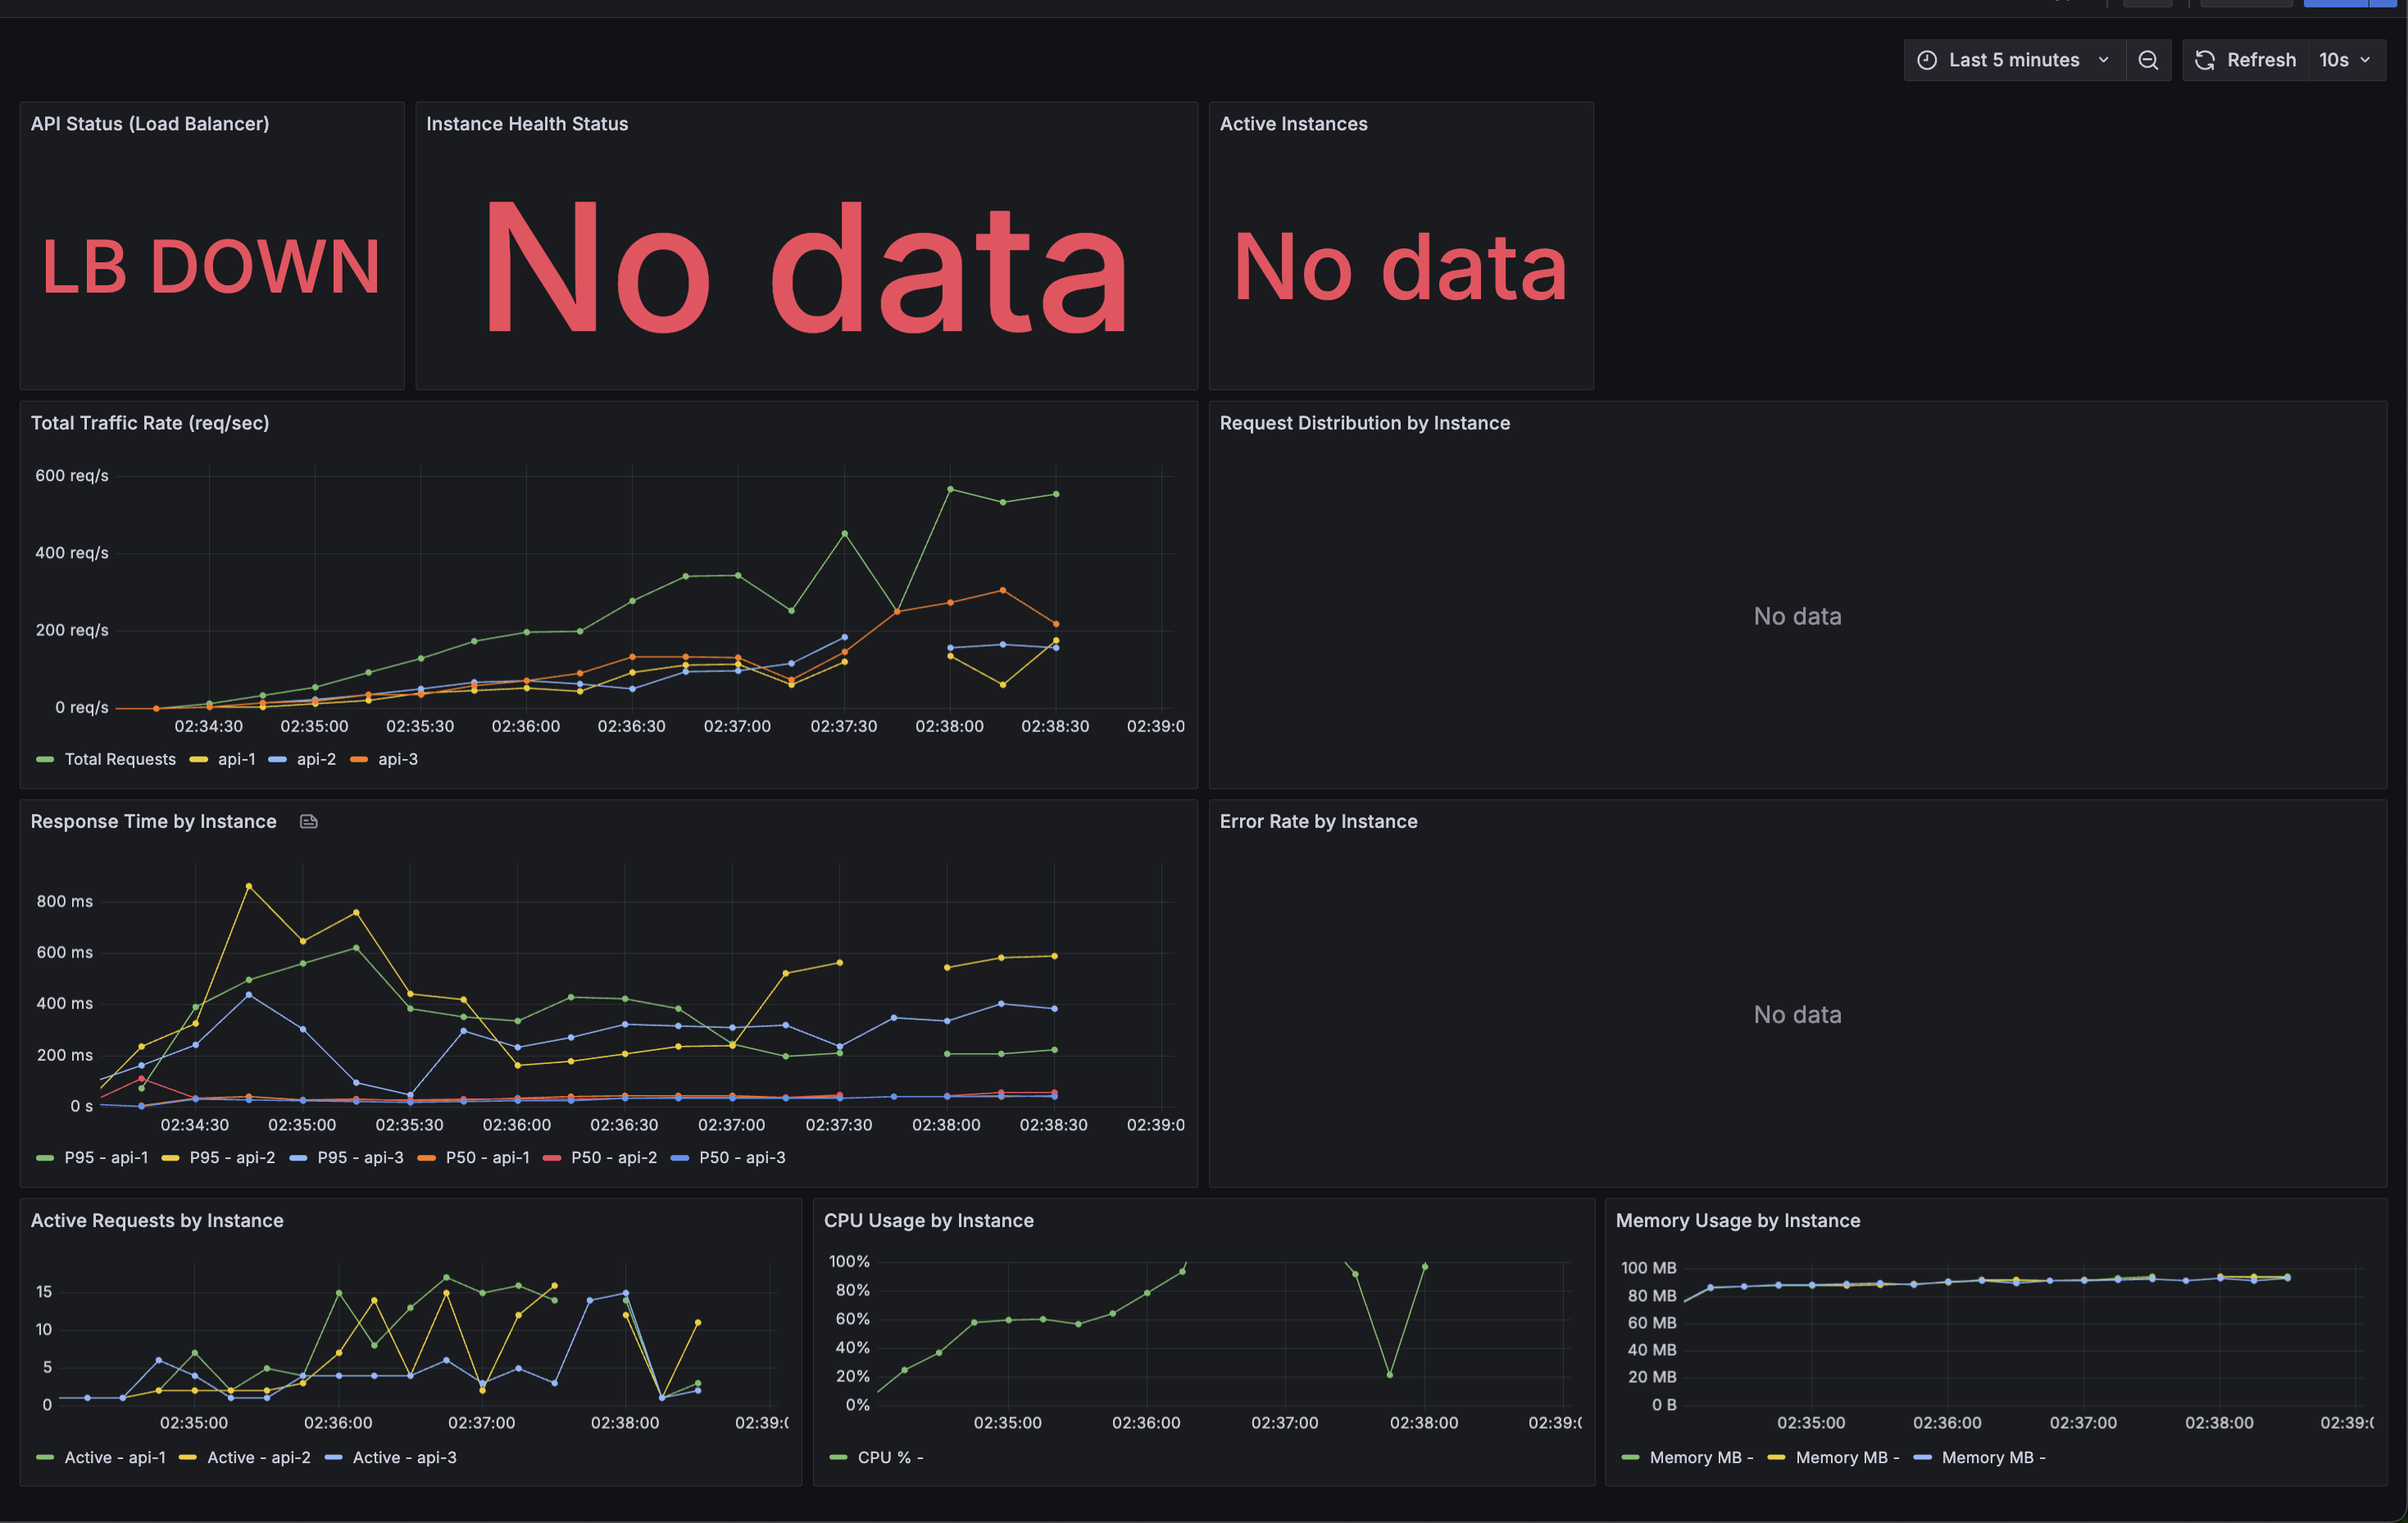 Last 5 minutes Refresh 10s
API Status (Load Balancer)
LB DOWN
Instance Health Status
No data
Active Instances
No data
Total Traffic Rate (req/sec)
600 req/s
400 req/s
200 req/s
0 req/s
02:34:30 02:35:00 02:35:30 02:36:00 02:36:30 02:37:00 02:37:30 02:38:00 02:38:30 02:39:0
Total Requests api-1 api-2 api-3
Request Distribution by Instance
No data
Response Time by Instance
800 ms
600 ms
400 ms
200 ms
0 s
02:34:30 02:35:00 02:35:30 02:36:00 02:36:30 02:37:00 02:37:30 02:38:00 02:38:30 02:39:0
P95 - api-1 P95 - api-2 P95 - api-3 P50 - api-1 P50 - api-2 P50 - api-3
Error Rate by Instance
No data
Active Requests by Instance
15
10
5
0
02:35:00 02:36:00 02:37:00 02:38:00 02:39:0
Active - api-1 Active - api-2 Active - api-3
CPU Usage by Instance
100%
80%
60%
40%
20%
0%
02:35:00 02:36:00 02:37:00 02:38:00 02:39:0
CPU % -
Memory Usage by Instance
100 MB
80 MB
60 MB
40 MB
20 MB
0 B
02:35:00 02:36:00 02:37:00 02:38:00 02:39:0
Memory MB - Memory MB - Memory MB -